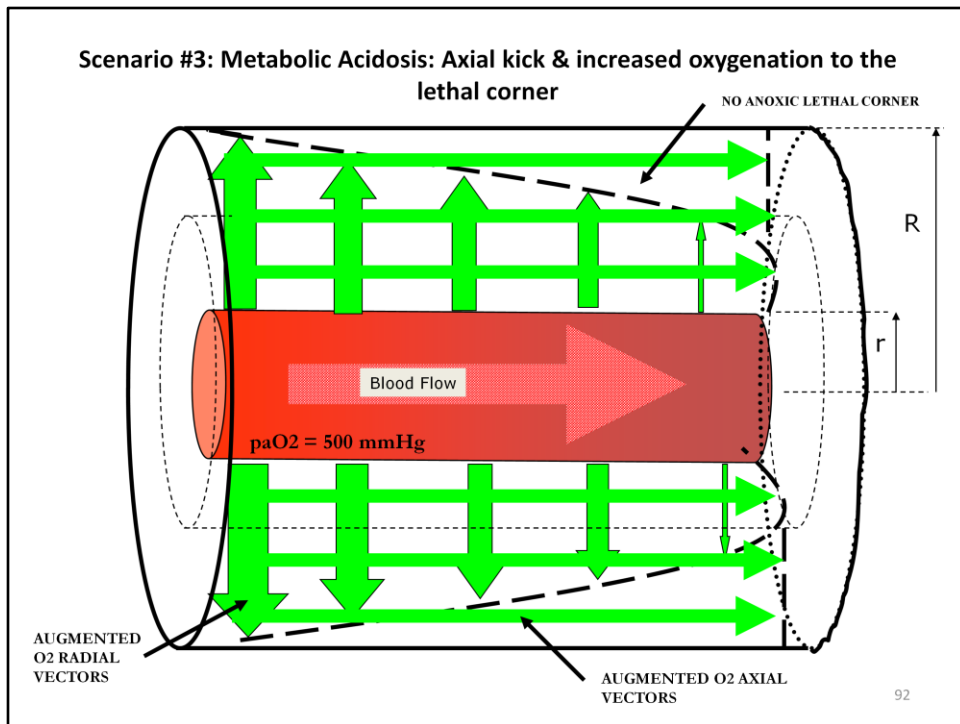 Scenario #3: Metabolic Acidosis: Axial kick & increased oxygenation to the
lethal corner
NO ANOXIC LETHAL CORNER
R
r
Blood Flow
paO2 = 500 mmHg
AUGMENTED
O2 RADIAL
VECTORS
AUGMENTED O2 AXIAL
VECTORS
92